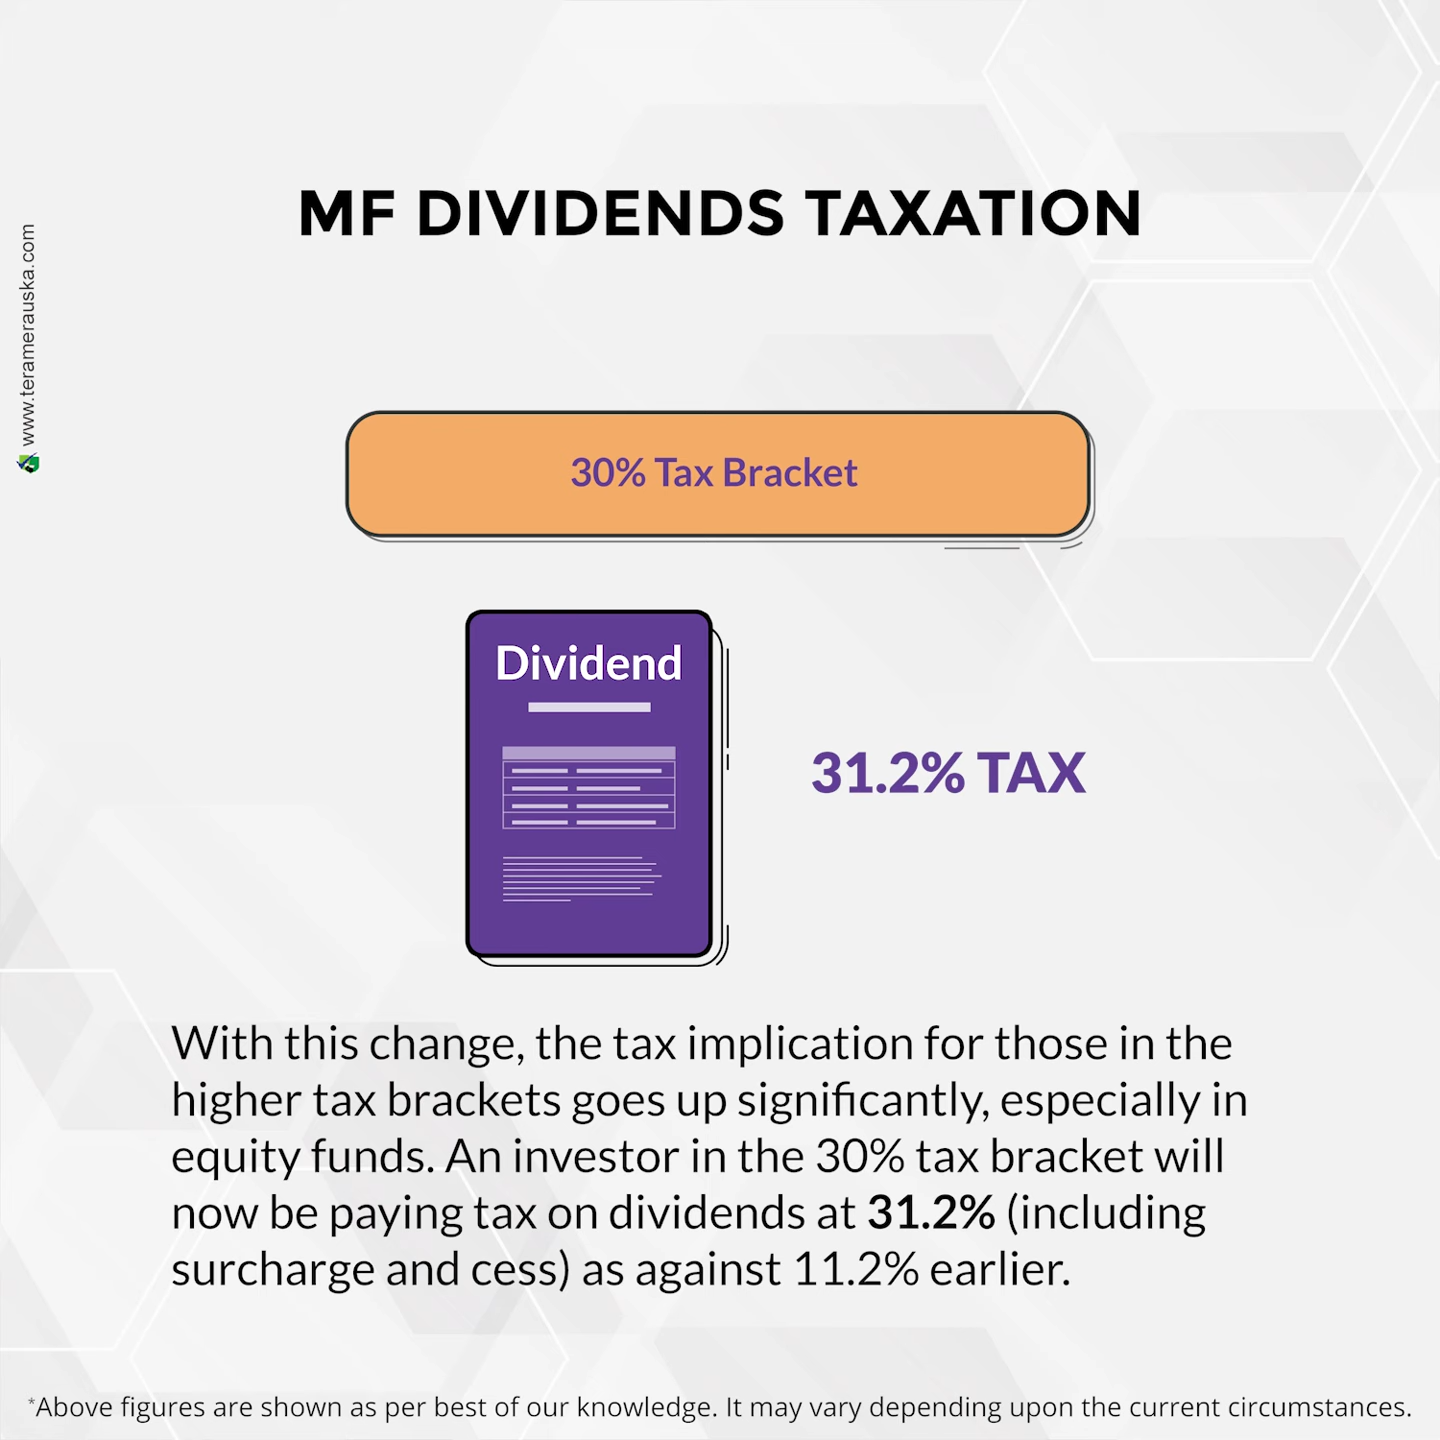 MF DIVIDENDS TAXATION
www.teramerauska.com
30% Tax Bracket
Dividend
31.2% TAX
With this change, the tax implication for those in the
higher tax brackets goes up significantly, especially in
equity funds. An investor in the 30% tax bracket will
now be paying tax on dividends at 31.2% (including
surcharge and cess) as against 11.2% earlier.
*Above figures are shown as per best of our knowledge. It may vary depending upon the current circumstances.